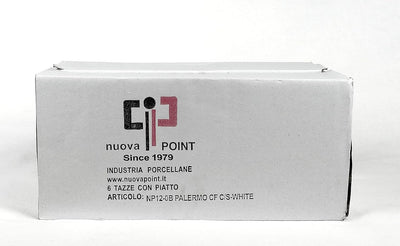 nuova POINT
Since 1979
INDUSTRIA PORCELLANE
www.nuovapoint.it
6 TAZZE CON PIATTO
ARTICOLO: NP12-0B PALERMO CF C/S-WHITE